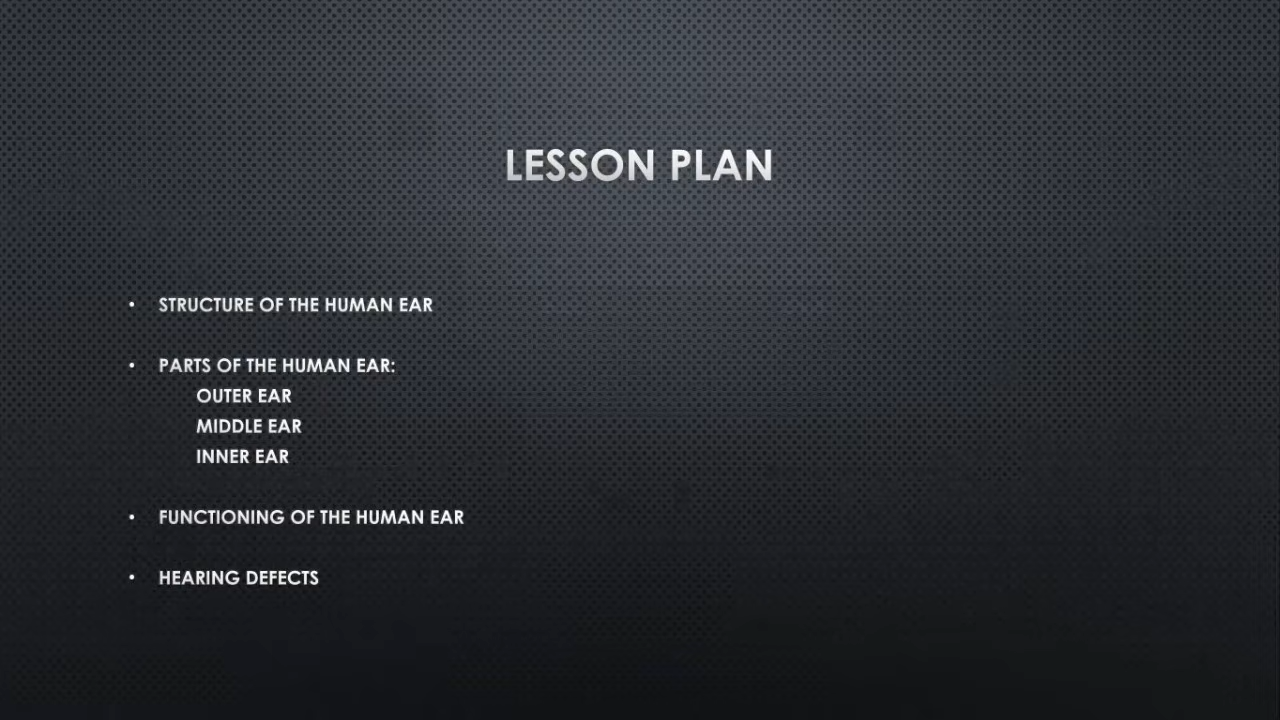 LESSON PLAN
• STRUCTURE OF THE HUMAN EAR
• PARTS OF THE HUMAN EAR:
OUTER EAR
MIDDLE EAR
INNER EAR
• FUNCTIONING OF THE HUMAN EAR
• HEARING DEFECTS